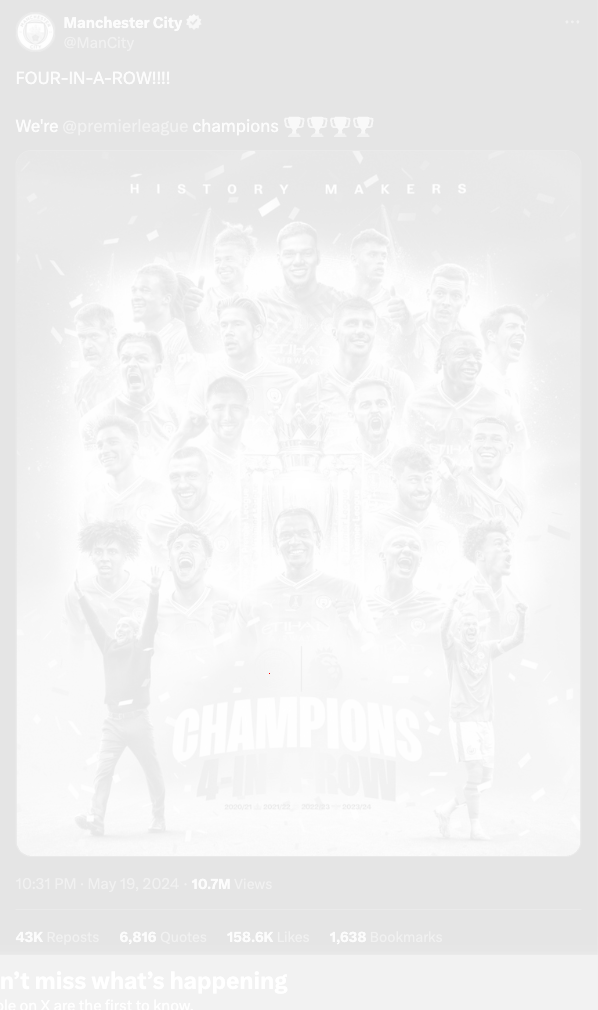 Manchester City
@ManCity
FOUR-IN-A-ROW!!!!
We're @premierleague champions 🏆🏆🏆🏆
HISTORY MAKERS
CHAMPIONS
4-IN-A-ROW
10:31 PM · May 19, 2024 · 10.7M Views
43K Reposts 6,816 Quotes 158.6K Likes 1,638 Bookmarks
n't miss what's happening
ple on X are the first to know.